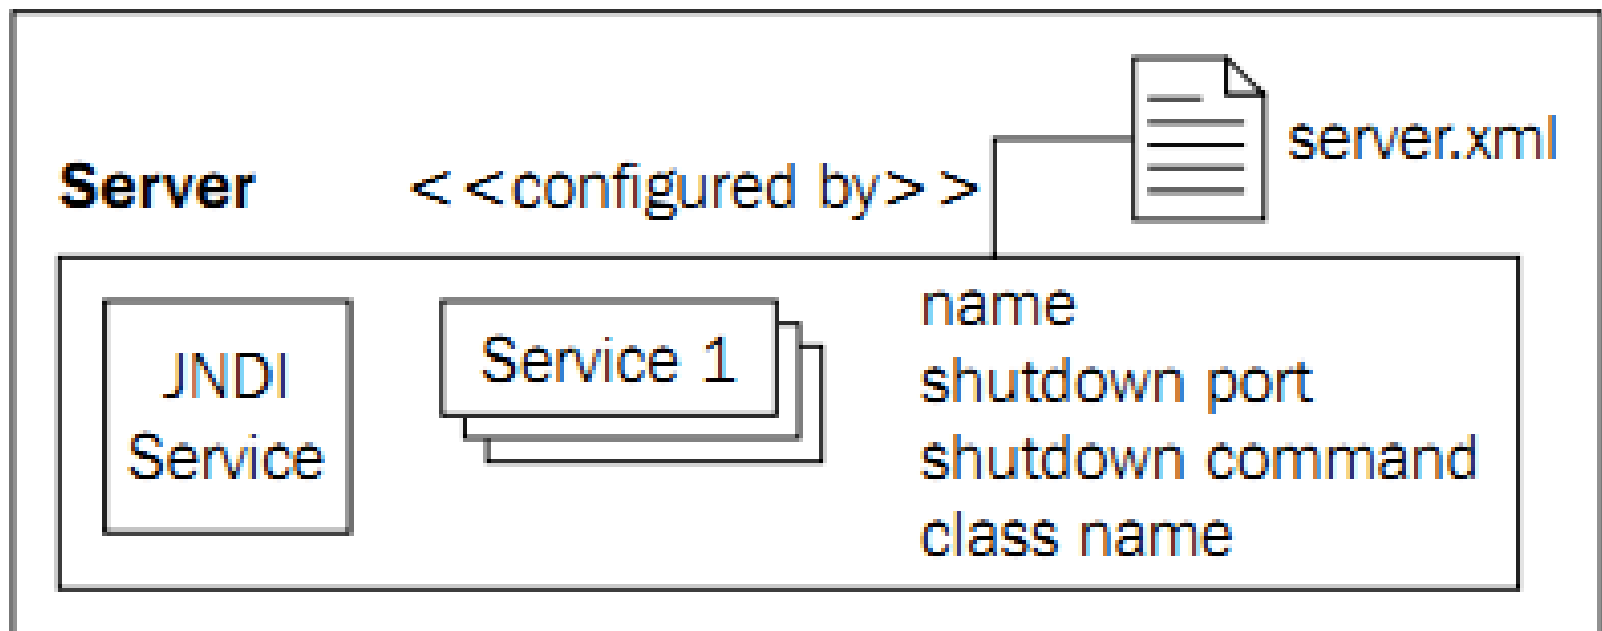 server.xml
Server <<configured by>>
JNDI
Service
Service 1
name
shutdown port
shutdown command
class name